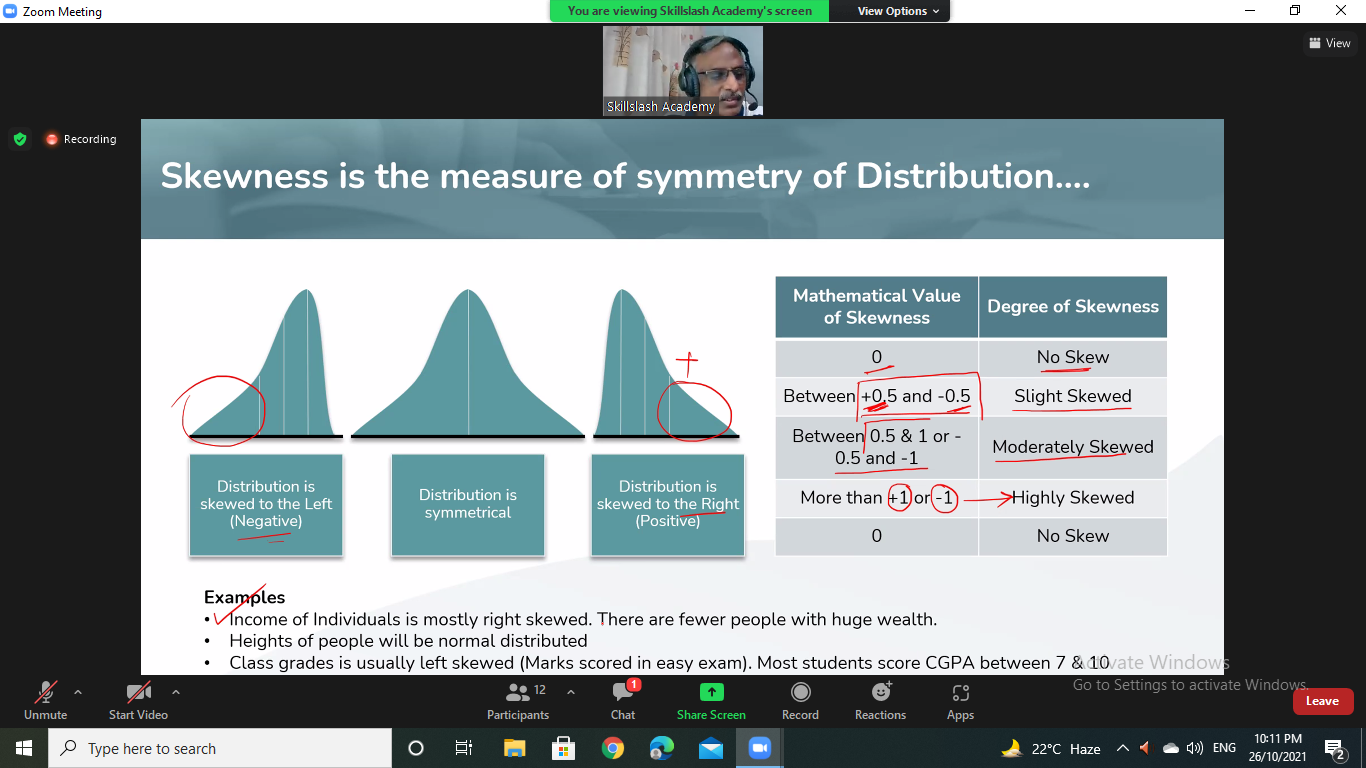 Zoom Meeting
You are viewing Skillslash Academy's screen
View Options
View
Skillslash Academy
Recording
Skewness is the measure of symmetry of Distribution....
Distribution is
skewed to the Left
(Negative)
Distribution is
symmetrical
+
Distribution is
skewed to the Right
(Positive)
Mathematical Value
of Skewness
Degree of Skewness
0
No Skew
Between +0.5 and -0.5
Slight Skewed
Between 0.5 & 1 or -
0.5 and -1
Moderately Skewed
More than +1 or -1
Highly Skewed
0
No Skew
Examples
• Income of Individuals is mostly right skewed. There are fewer people with huge wealth.
• Heights of people will be normal distributed
• Class grades is usually left skewed (Marks scored in easy exam). Most students score CGPA between 7 & 10
Activate Windows
Go to Settings to activate Windows.
Unmute
Start Video
12
Participants
1
Chat
Share Screen
Record
Reactions
Apps
Leave
Type here to search
22°C Haze
ENG
10:11 PM
26/10/2021
2